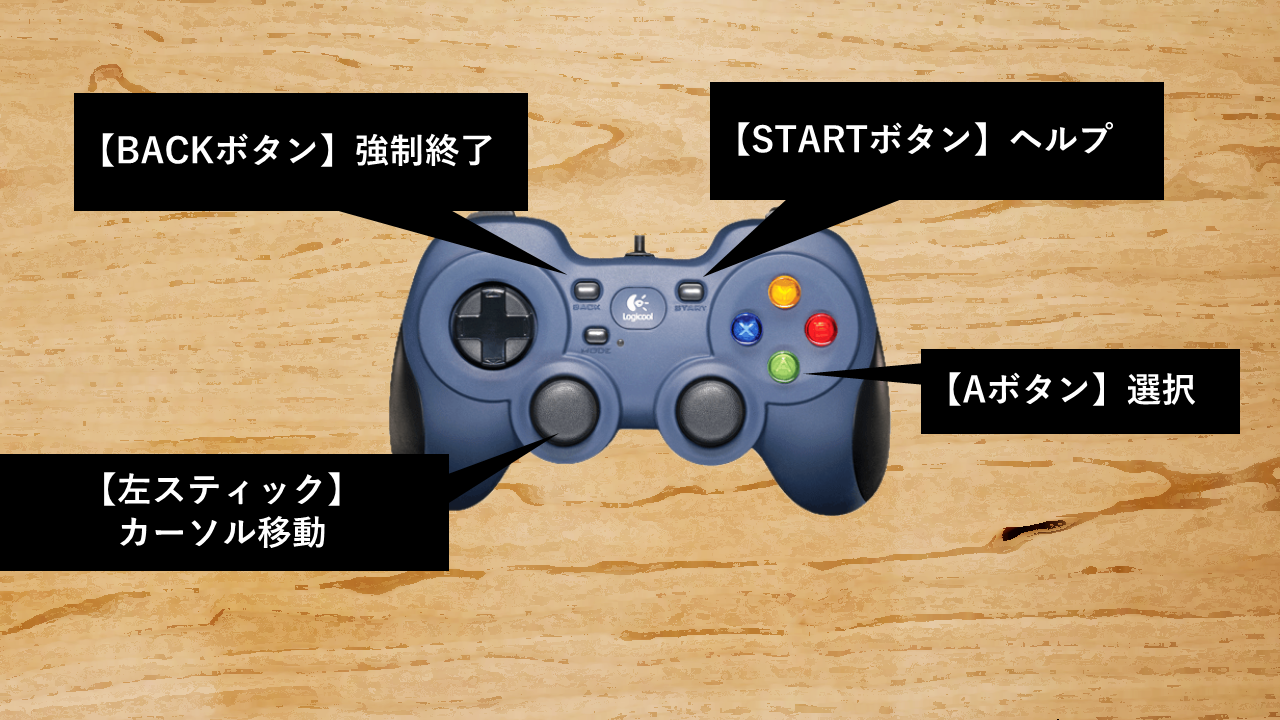 【BACKボタン】強制終了
【STARTボタン】ヘルプ
BACK
Logicool
START
X
B
MODE
A
【Aボタン】選択
【左スティック】
カーソル移動